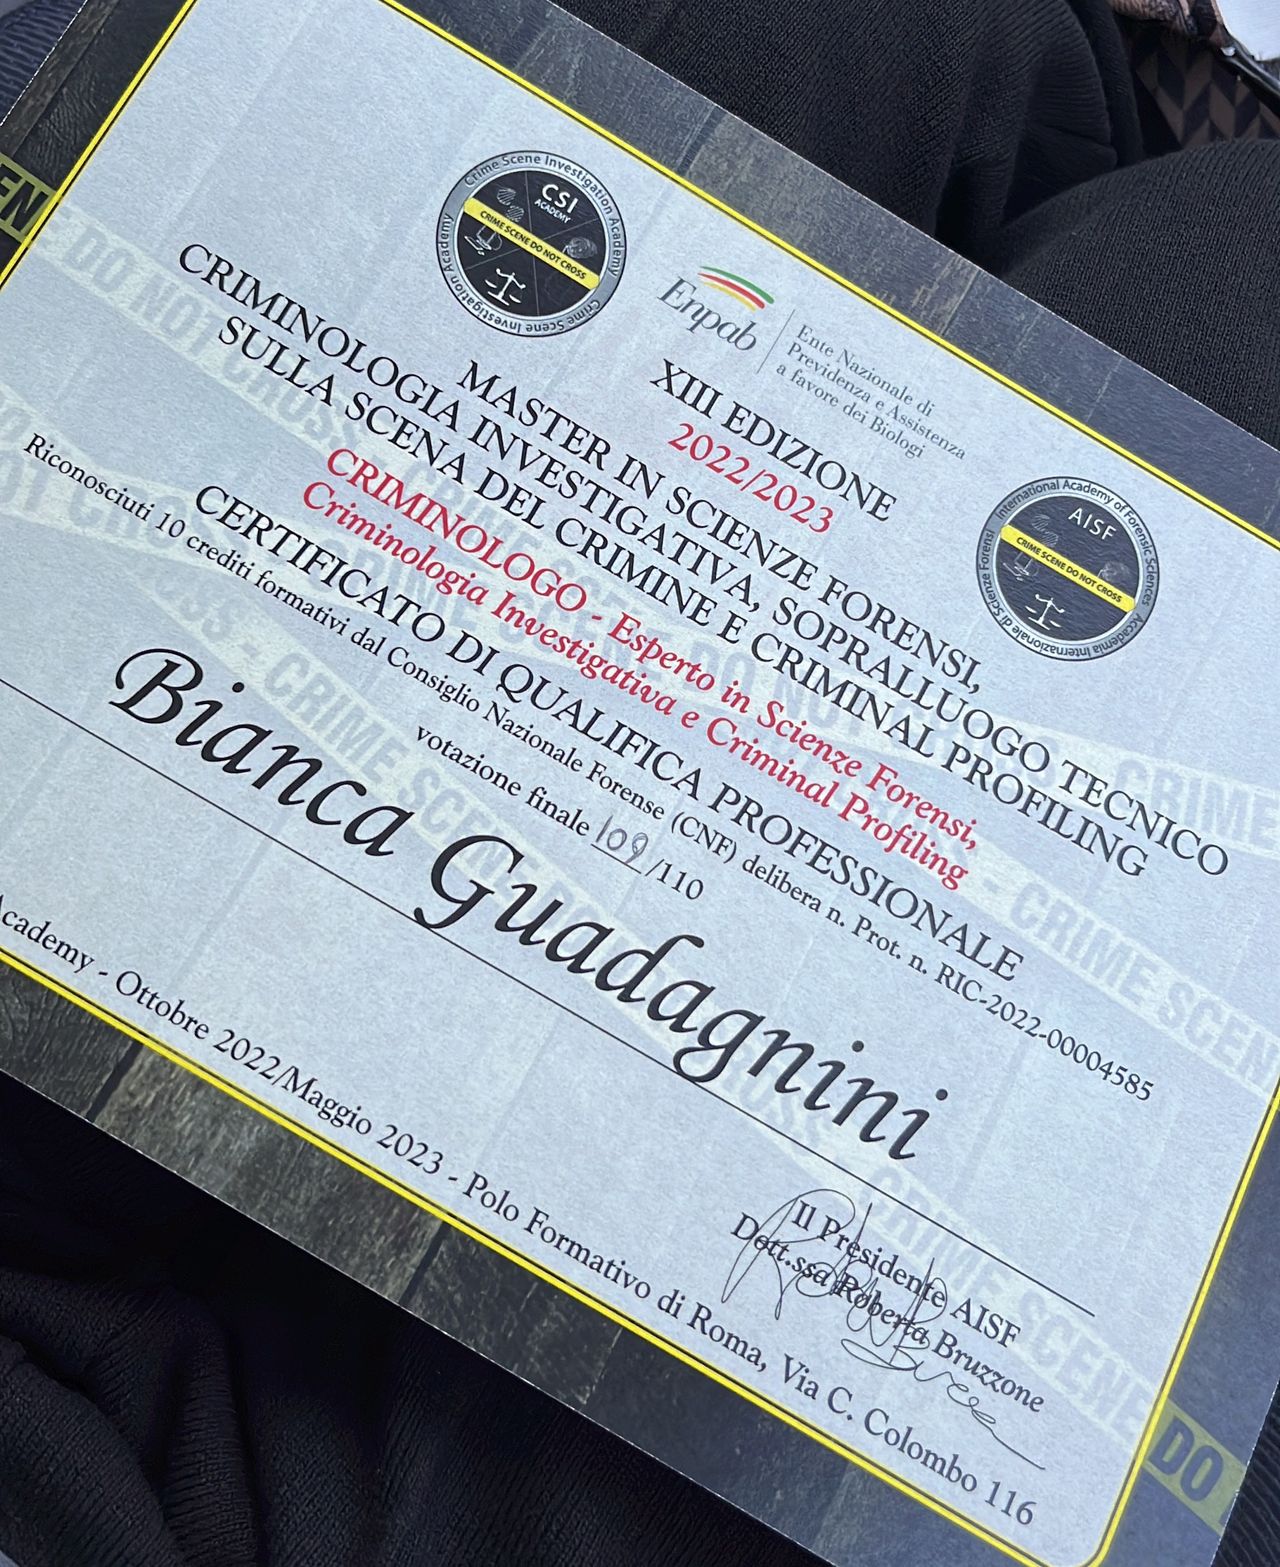 Crime Scene Investigation Academy
Crime Scene Investigation Academy
CSI
ACADEMY
CRIME SCENE DO NOT CROSS
Enpab
Ente Nazionale di
Previdenza e Assistenza
a favore dei Biologi
International Academy of Forensic Sciences
Accademia Internazionale di Scienze Forensi
AISF
CRIME SCENE DO NOT CROSS
XIII EDIZIONE
2022/2023
MASTER IN SCIENZE FORENSI,
CRIMINOLOGIA INVESTIGATIVA, SOPRALLUOGO TECNICO
SULLA SCENA DEL CRIMINE E CRIMINAL PROFILING
CRIMINOLOGO - Esperto in Scienze Forensi,
Criminologia Investigativa e Criminal Profiling
CERTIFICATO DI QUALIFICA PROFESSIONALE
Riconosciuti 10 crediti formativi dal Consiglio Nazionale Forense (CNF) delibera n. Prot. n. RIC-2022-00004585
votazione finale 109/110
Bianca Guadagnini
Il Presidente AISF
Dott.ssa Roberta Bruzzone
Academy - Ottobre 2022/Maggio 2023 - Polo Formativo di Roma, Via C. Colombo 116